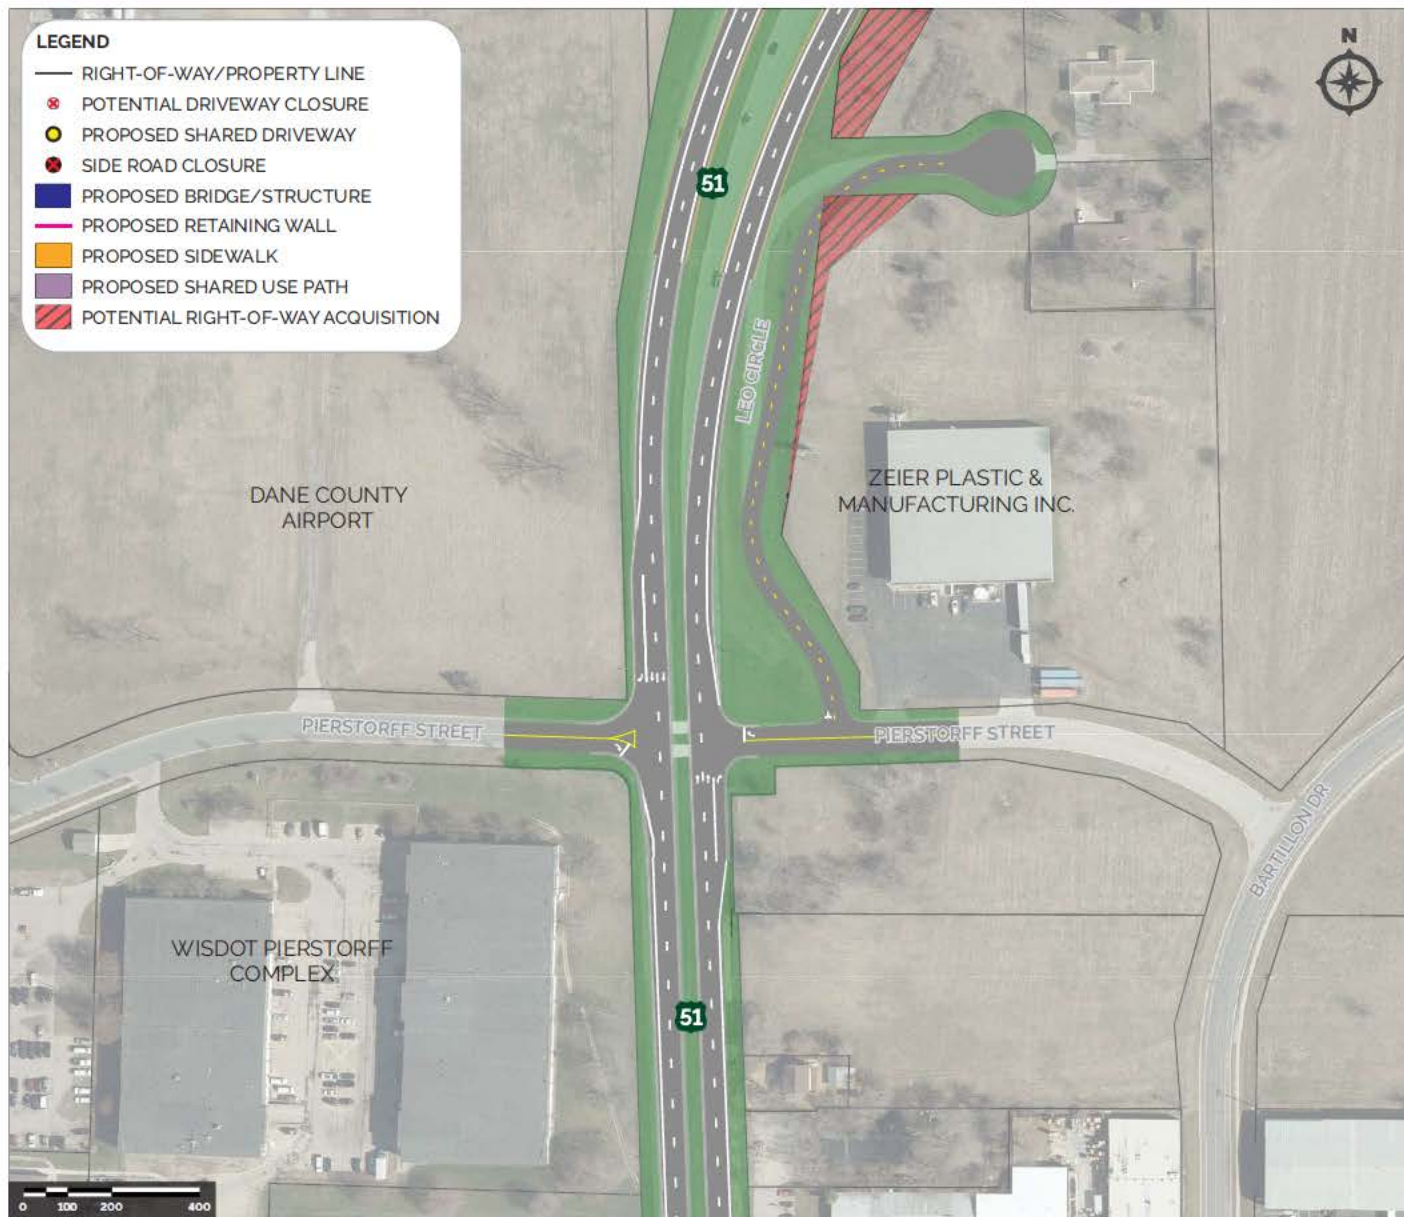 LEGEND
RIGHT-OF-WAY/PROPERTY LINE
POTENTIAL DRIVEWAY CLOSURE
PROPOSED SHARED DRIVEWAY
SIDE ROAD CLOSURE
PROPOSED BRIDGE/STRUCTURE
PROPOSED RETAINING WALL
PROPOSED SIDEWALK
PROPOSED SHARED USE PATH
POTENTIAL RIGHT-OF-WAY ACQUISITION
N
51
LEO CIRCLE
DANE COUNTY
AIRPORT
ZEIER PLASTIC &
MANUFACTURING INC.
PIERSTORFF STREET
PIERSTORFF STREET
BARTILLON DR
WISDOT PIERSTORFF
COMPLEX
51
0 100 200 400